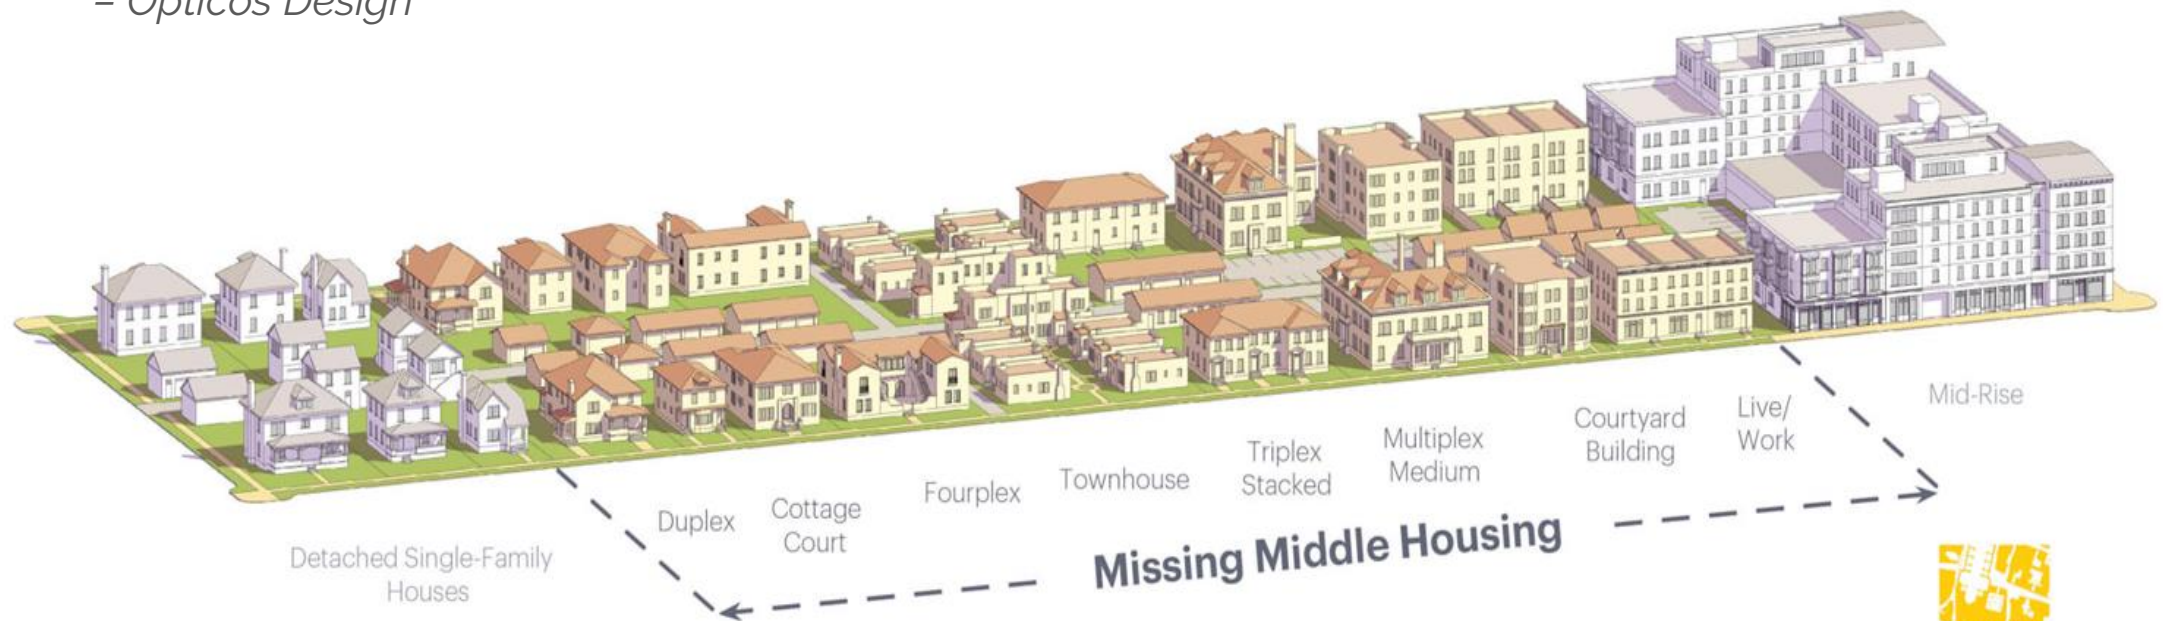 – Opticos Design
Detached Single-Family
Houses
Duplex
Cottage
Court
Fourplex
Townhouse
Triplex
Stacked
Multiplex
Medium
Courtyard
Building
Live/
Work
Mid-Rise
Missing Middle Housing